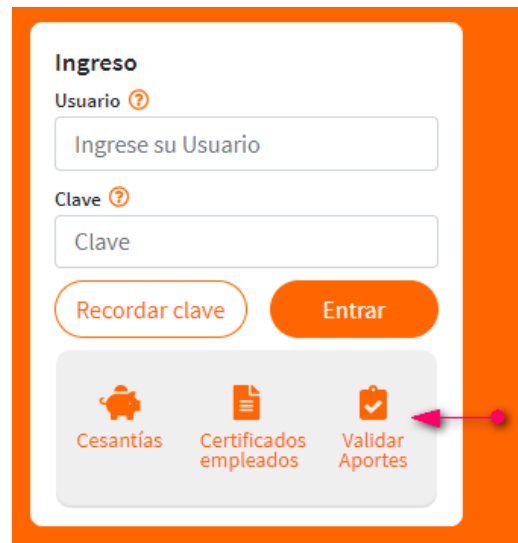 Ingreso
Usuario ?
Ingrese su Usuario
Clave ?
Clave
Recordar clave
Entrar
Cesantías
Certificados
empleados
Validar
Aportes